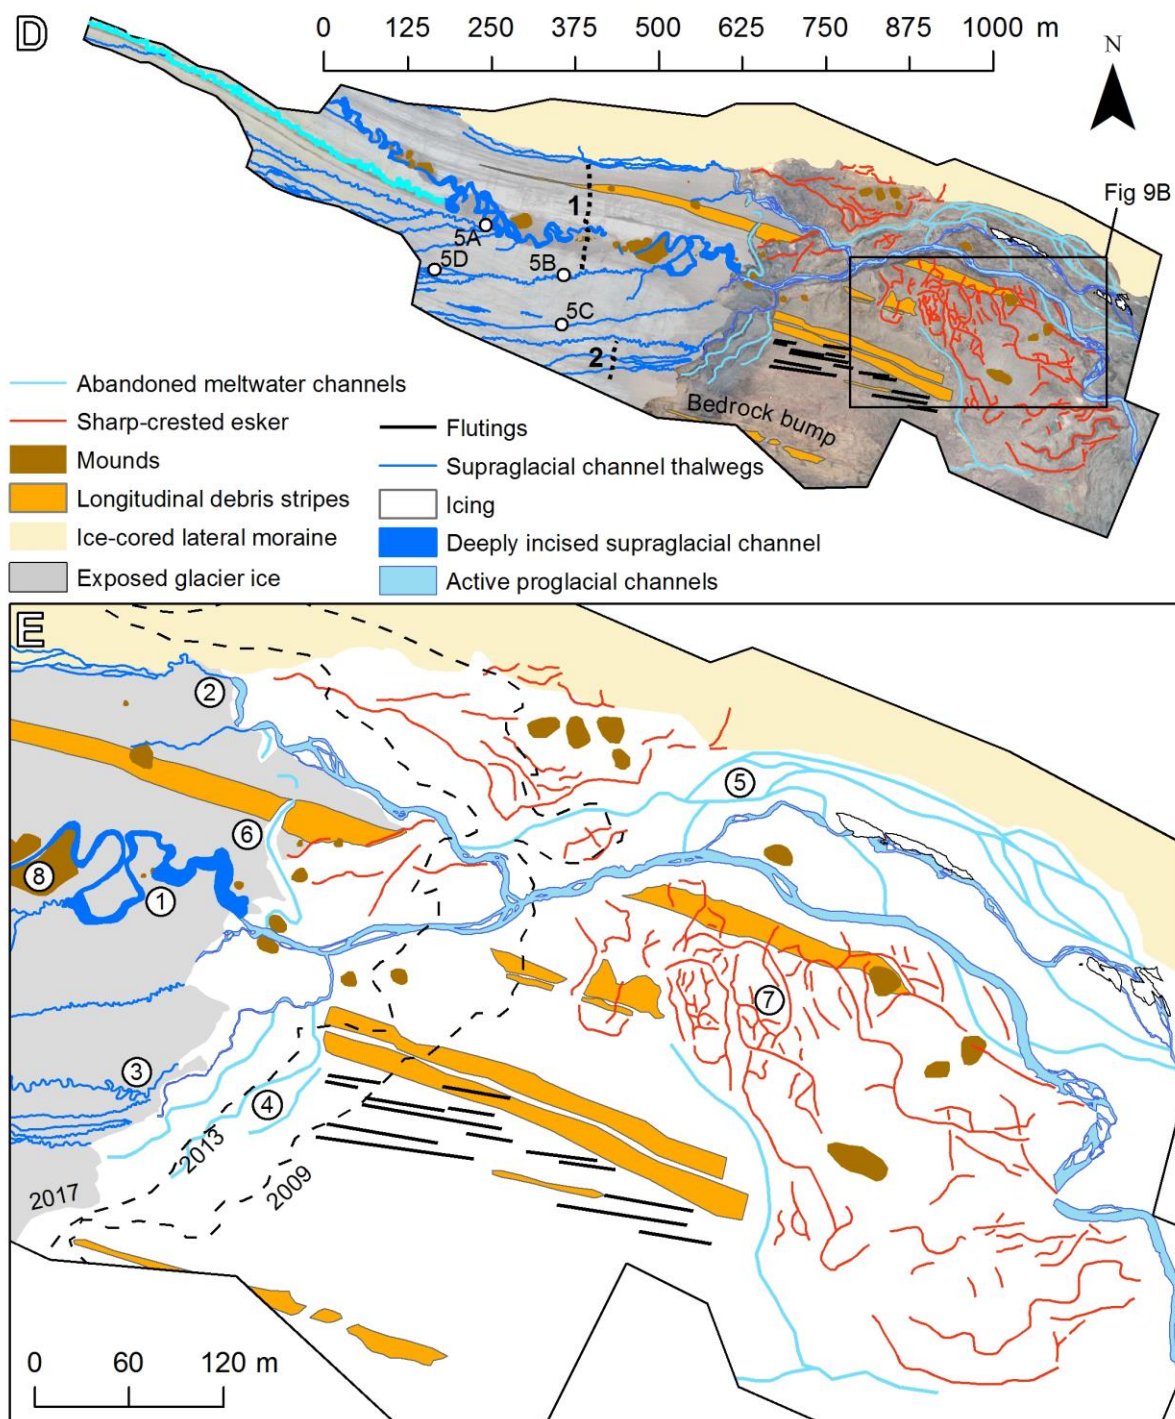 D
0 125 250 375 500 625 750 875 1000 m
N
Fig 9B
1
5A
5D
5B
5C
2
Bedrock bump
Abandoned meltwater channels
Sharp-crested esker
Mounds
Longitudinal debris stripes
Ice-cored lateral moraine
Exposed glacier ice
Flutings
Supraglacial channel thalwegs
Icing
Deeply incised supraglacial channel
Active proglacial channels
E
2
5
6
8
1
7
3
4
2013
2009
2017
0 60 120 m